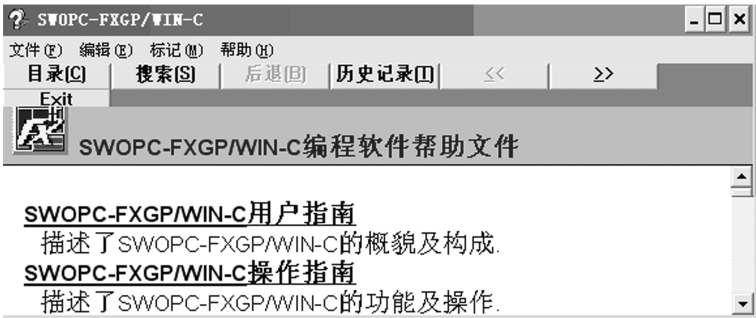 SWOPC-FXGP/WIN-C
文件(F) 编辑(E) 标记(M) 帮助(H)
目录(C) 搜索(S) 后退(B) 历史记录(T) << >>
Exit
FX2 SWOPC-FXGP/WIN-C编程软件帮助文件
SWOPC-FXGP/WIN-C用户指南
描述了SWOPC-FXGP/WIN-C的概貌及构成.
SWOPC-FXGP/WIN-C操作指南
描述了SWOPC-FXGP/WIN-C的功能及操作.